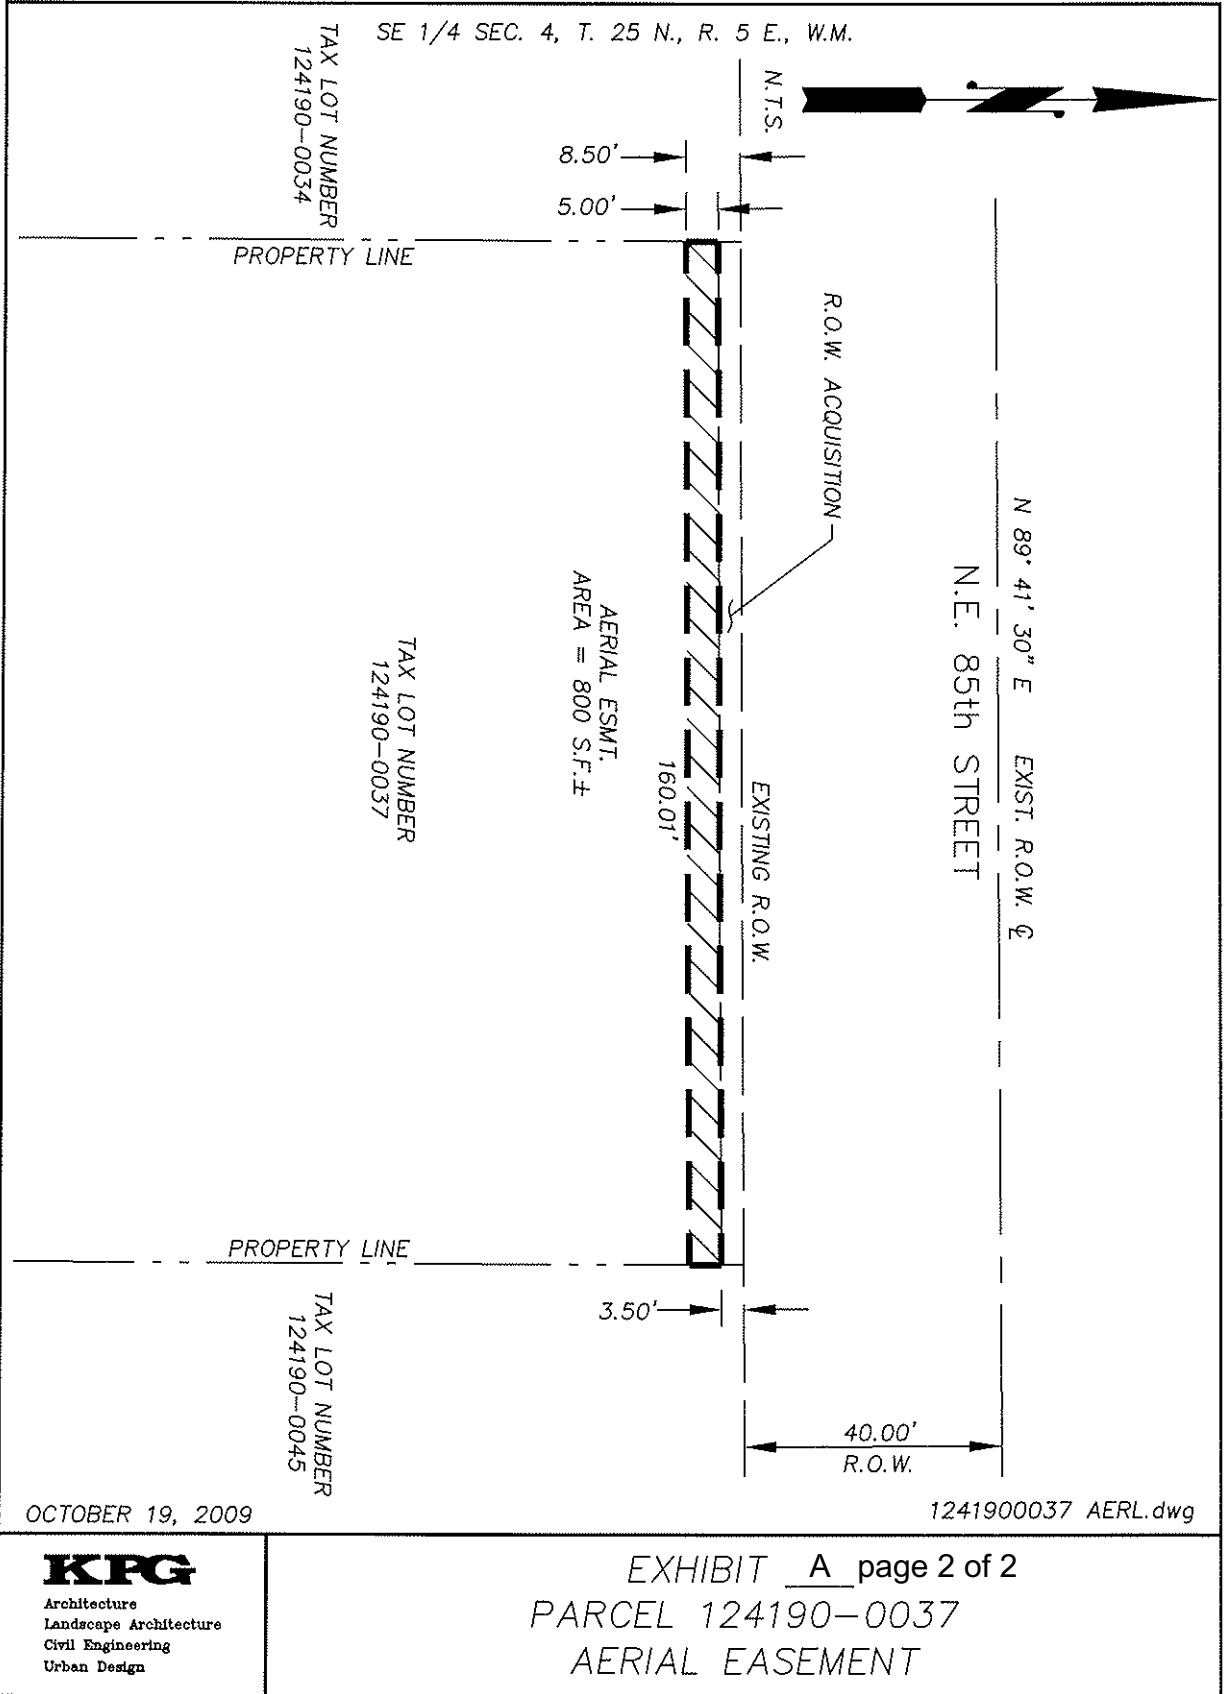 SE 1/4 SEC. 4, T. 25 N., R. 5 E., W.M.
TAX LOT NUMBER
124190-0034
N.T.S.
8.50'
5.00'
PROPERTY LINE
R.O.W. ACQUISITION
N 89° 41' 30" E EXIST. R.O.W. ℄
N.E. 85th STREET
AERIAL ESMT.
AREA = 800 S.F.±
TAX LOT NUMBER
124190-0037
160.01'
EXISTING R.O.W.
PROPERTY LINE
3.50'
TAX LOT NUMBER
124190-0045
40.00'
R.O.W.
OCTOBER 19, 2009
1241900037 AERL.dwg
KPG
Architecture
Landscape Architecture
Civil Engineering
Urban Design
EXHIBIT A page 2 of 2
PARCEL 124190-0037
AERIAL EASEMENT